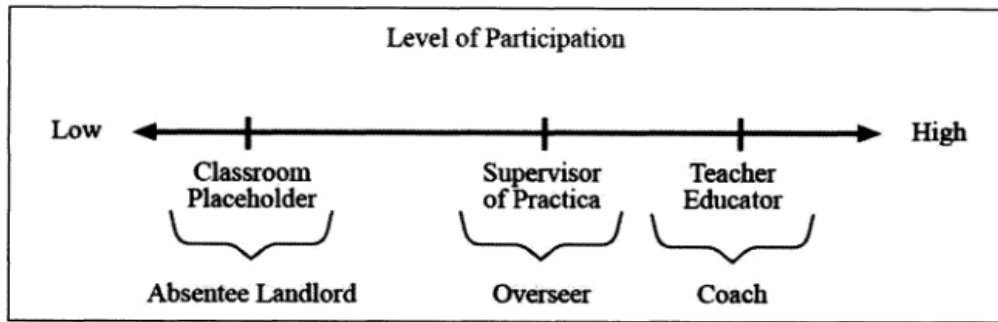 Level of Participation
Low
High
Classroom
Placeholder
Supervisor
of Practica
Teacher
Educator
Absentee Landlord
Overseer
Coach